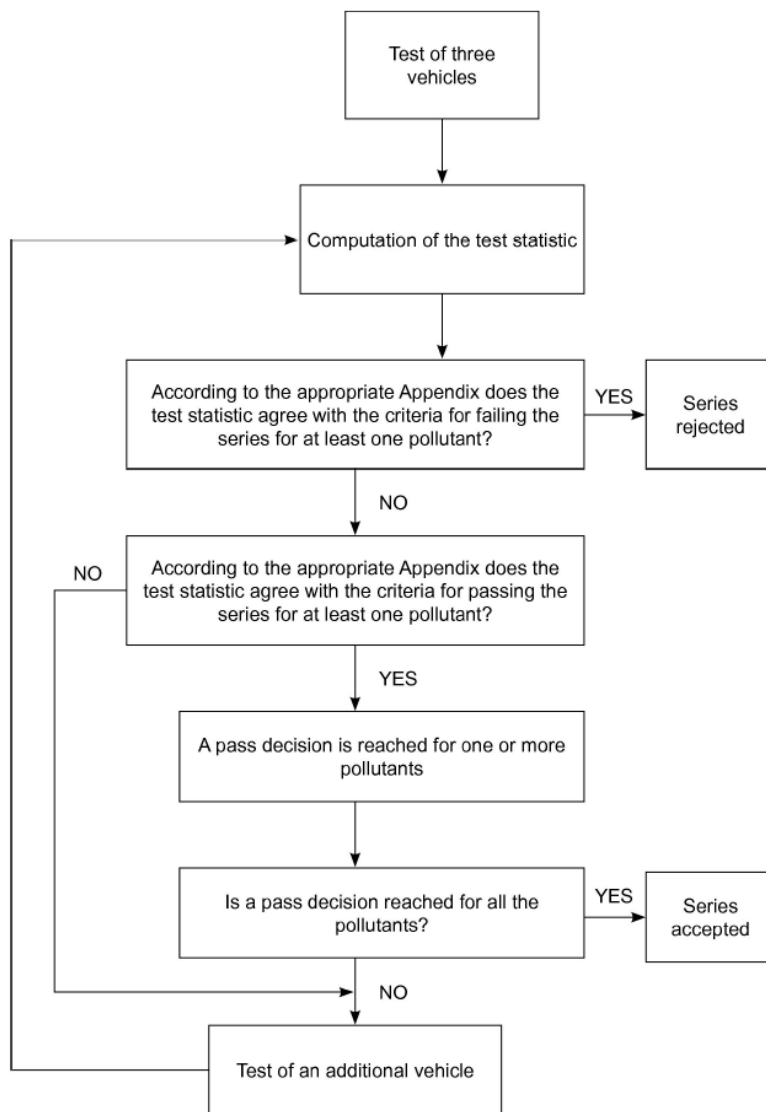 Test of three
vehicles
Computation of the test statistic
According to the appropriate Appendix does the
test statistic agree with the criteria for failing the
series for at least one pollutant?
YES
Series
rejected
NO
According to the appropriate Appendix does the
test statistic agree with the criteria for passing the
series for at least one pollutant?
NO
YES
A pass decision is reached for one or more
pollutants
Is a pass decision reached for all the
pollutants?
YES
Series
accepted
NO
Test of an additional vehicle